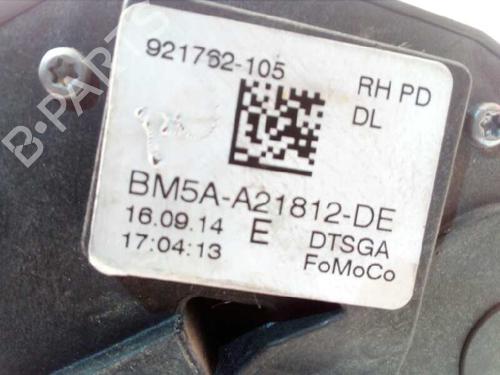 921762-105
RH PD
DL
BM5A-A21812-DE
16.09.14 E DTSGA
17:04:13 FoMoCo
B-PARTS